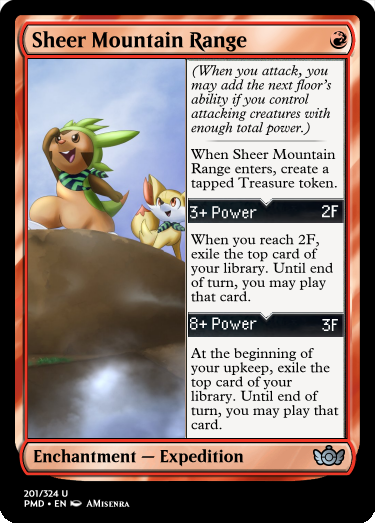 Sheer Mountain Range
(When you attack, you
may add the next floor's
ability if you control
attacking creatures with
enough total power.)
When Sheer Mountain
Range enters, create a
tapped Treasure token.
3+ Power 2F
When you reach 2F,
exile the top card of
your library. Until end
of turn, you may play
that card.
8+ Power 3F
At the beginning of
your upkeep, exile the
top card of your
library. Until end of
turn, you may play that
card.
Enchantment — Expedition
201/324 U
PMD • EN AMisenra